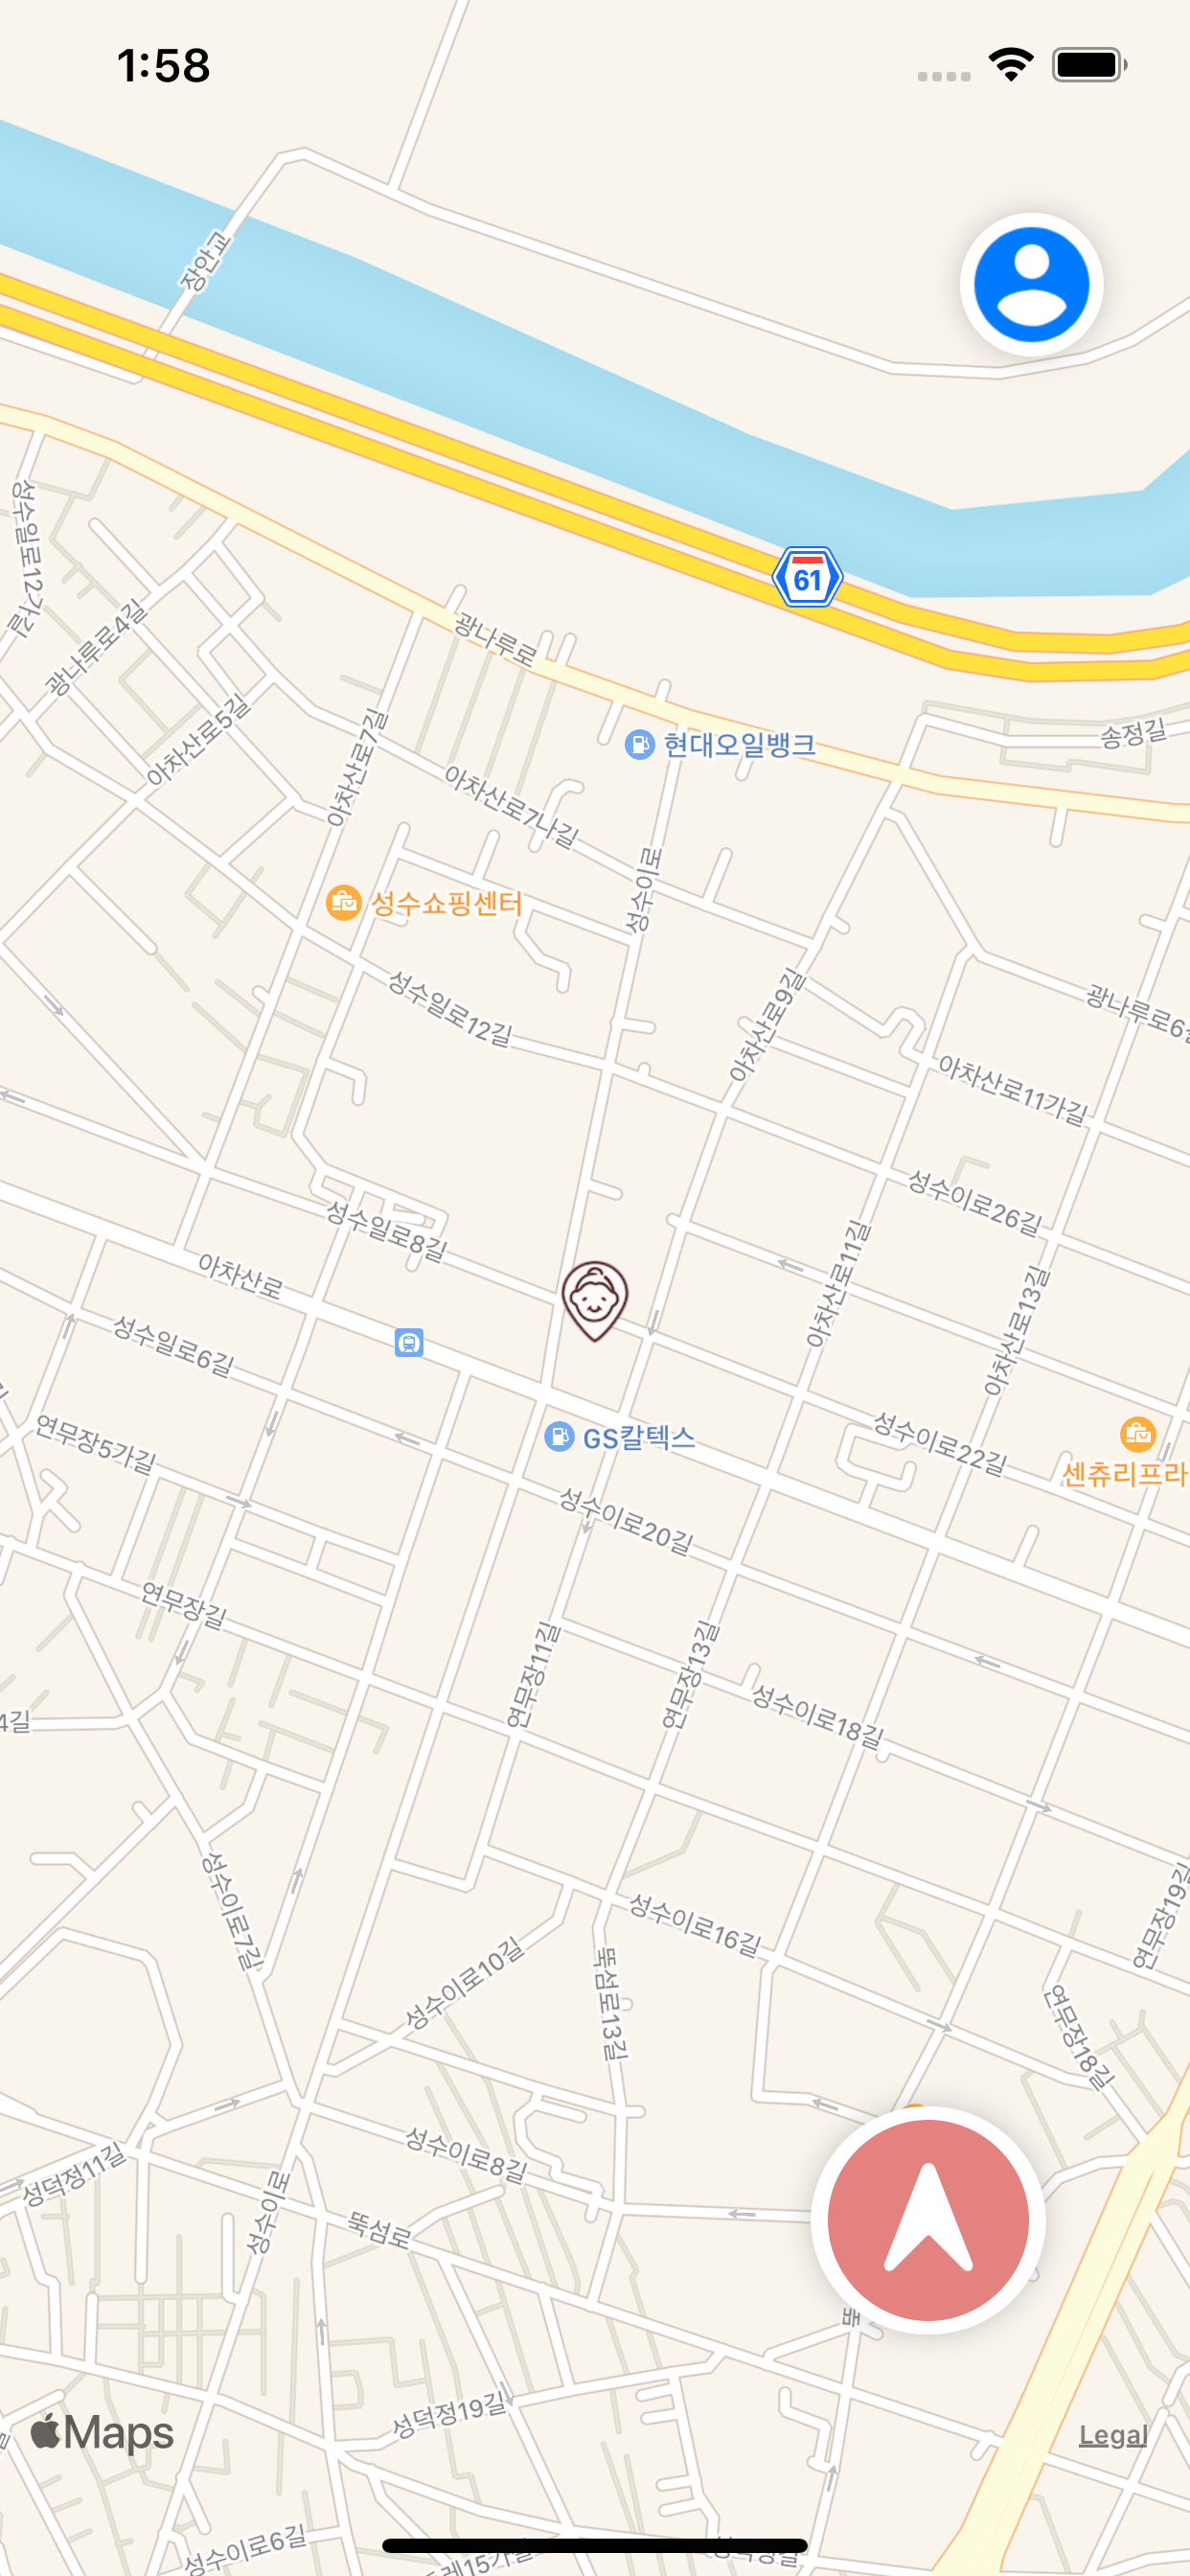 1:58
장안교
61
성수일로12가길
광나루로4길
광나루로
아차산로5길
아차산로7길
현대오일뱅크
송정길
아차산로7나길
성수이로
성수쇼핑센터
성수일로12길
아차산로9길
광나루로6길
아차산로11가길
성수이로26길
성수일로8길
아차산로
아차산로11길
아차산로13길
성수일로6길
연무장5가길
GS칼텍스
성수이로22길
센츄리프라
성수이로20길
연무장길
연무장11길
연무장13길
4길
성수이로18길
성수이로7길
성수이로16길
연무장19길
성수이로10길
뚝섬로13길
연무장18길
성수이로8길
성덕정11길
성수이로
뚝섬로
성덕정19길
Maps
Legal
성수이로6길